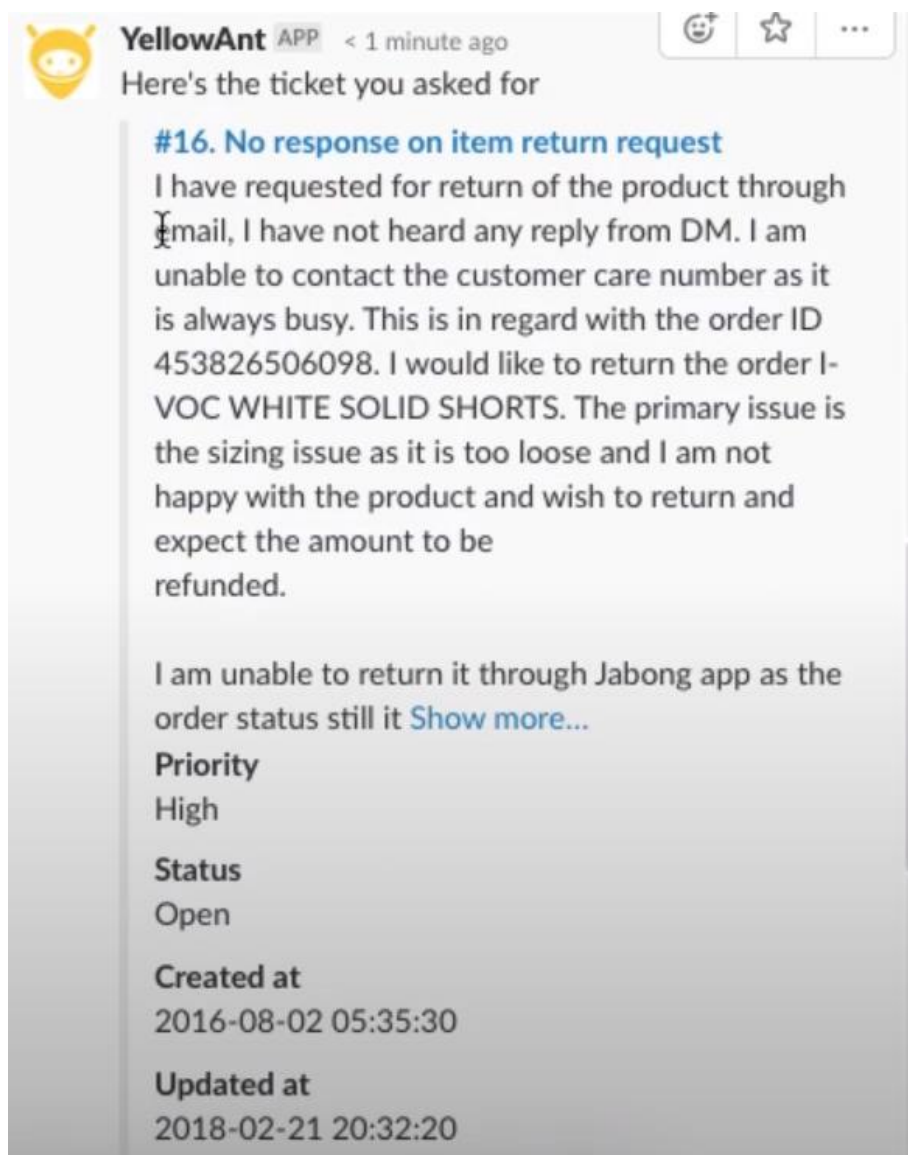 YellowAnt APP < 1 minute ago
Here's the ticket you asked for
#16. No response on item return request
I have requested for return of the product through
email, I have not heard any reply from DM. I am
unable to contact the customer care number as it
is always busy. This is in regard with the order ID
453826506098. I would like to return the order I-
VOC WHITE SOLID SHORTS. The primary issue is
the sizing issue as it is too loose and I am not
happy with the product and wish to return and
expect the amount to be
refunded.
I am unable to return it through Jabong app as the
order status still it Show more...
Priority
High
Status
Open
Created at
2016-08-02 05:35:30
Updated at
2018-02-21 20:32:20